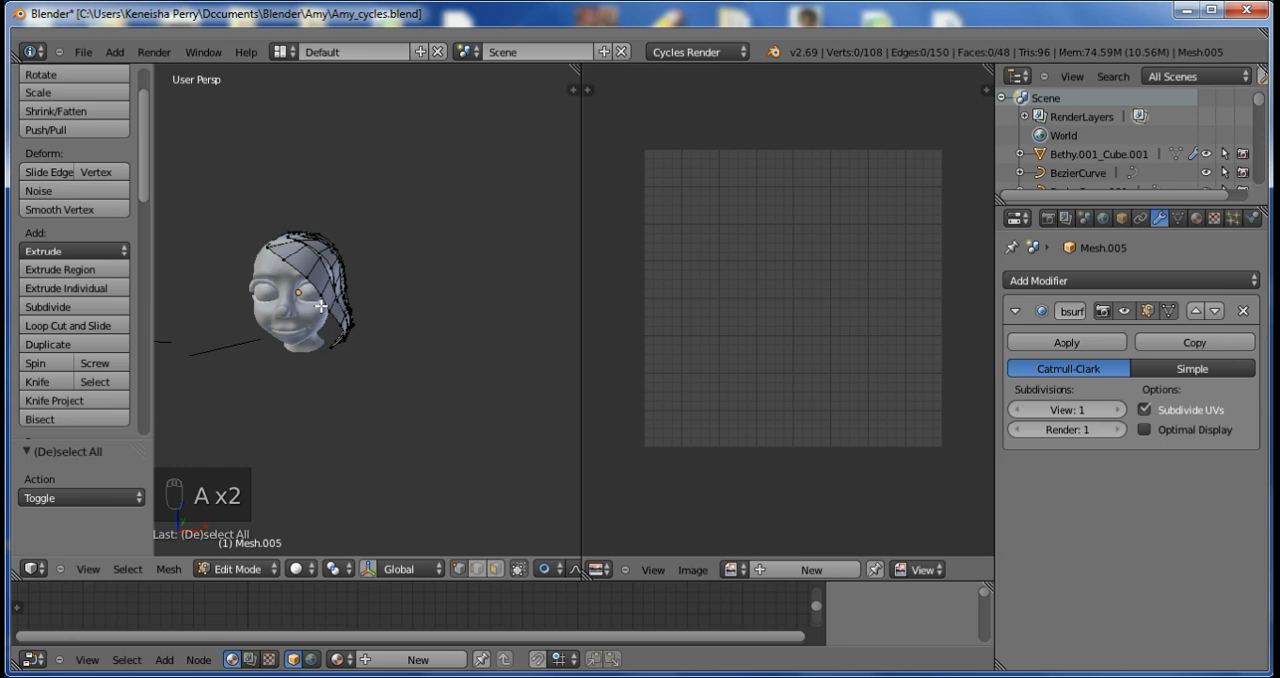 Blender* [C:\Users\Keneisha Perry\Documents\Blender\Amy\Amy_cycles.blend]
File Add Render Window Help Default Scene Cycles Render v2.69 | Verts:0/108 | Edges:0/150 | Faces:0/48 | Tris:96 | Mem:74.59M (10.56M) | Mesh.005
Rotate
Scale
Shrink/Fatten
Push/Pull
Deform:
Slide Edge Vertex
Noise
Smooth Vertex
Add:
Extrude
Extrude Region
Extrude Individual
Subdivide
Loop Cut and Slide
Duplicate
Spin Screw
Knife Select
Knife Project
Bisect
(De)select All
Action
Toggle
User Persp
A x2
Last: (De)select All
(1) Mesh.005
View Select Mesh Edit Mode Global
View Image New View
View Search All Scenes
Scene
RenderLayers |
World
Bethy.001_Cube.001 |
BezierCurve |
Mesh.005
Add Modifier
bsurf
Apply Copy
Catmull-Clark Simple
Subdivisions: Options:
View: 1 Subdivide UVs
Render: 1 Optimal Display
View Select Add Node New